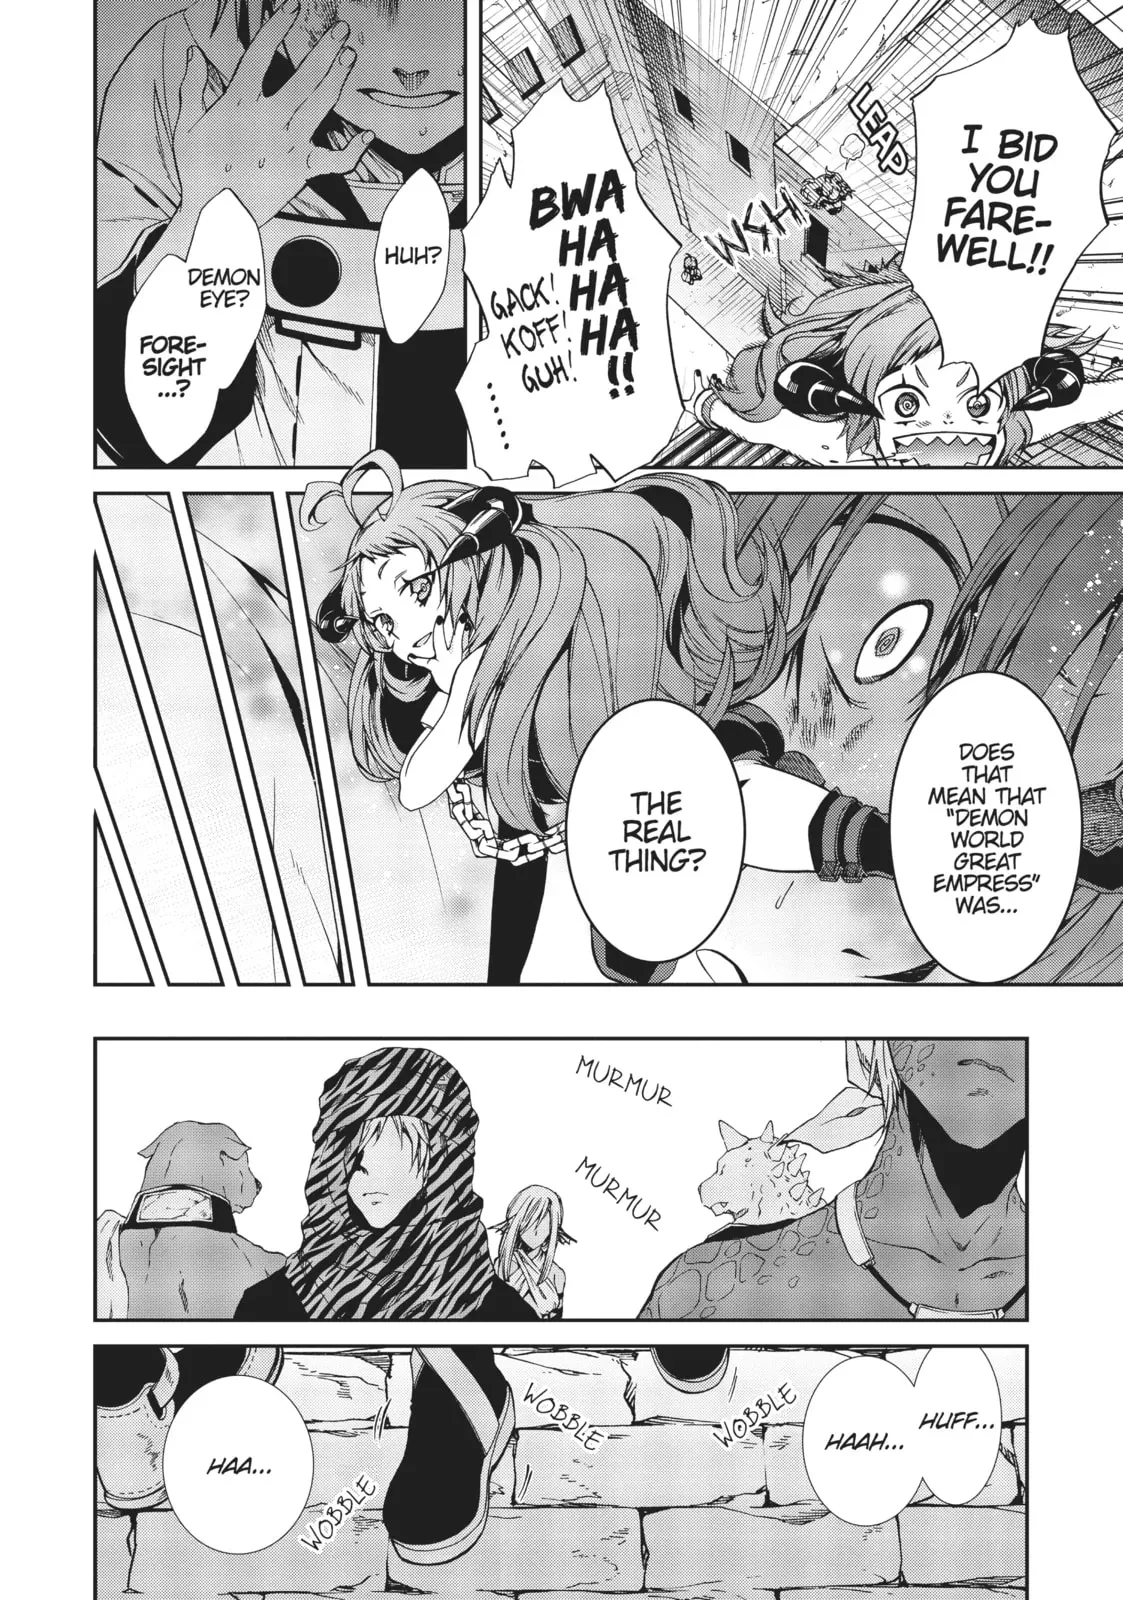 I BID
YOU
FARE-
WELL!!
LEAP
WSH!
BWA
HA
HA
HA!!
GACK!
KOFF!
GUH!
........
HUH?
DEMON
EYE?
FORE-
SIGHT
...?
DOES
THAT
MEAN THAT
"DEMON
WORLD
GREAT
EMPRESS"
WAS...
THE
REAL
THING?
MURMUR
MURMUR
HUFF...
HAAH...
WOBBLE
WOBBLE
WOBBLE
HAA...